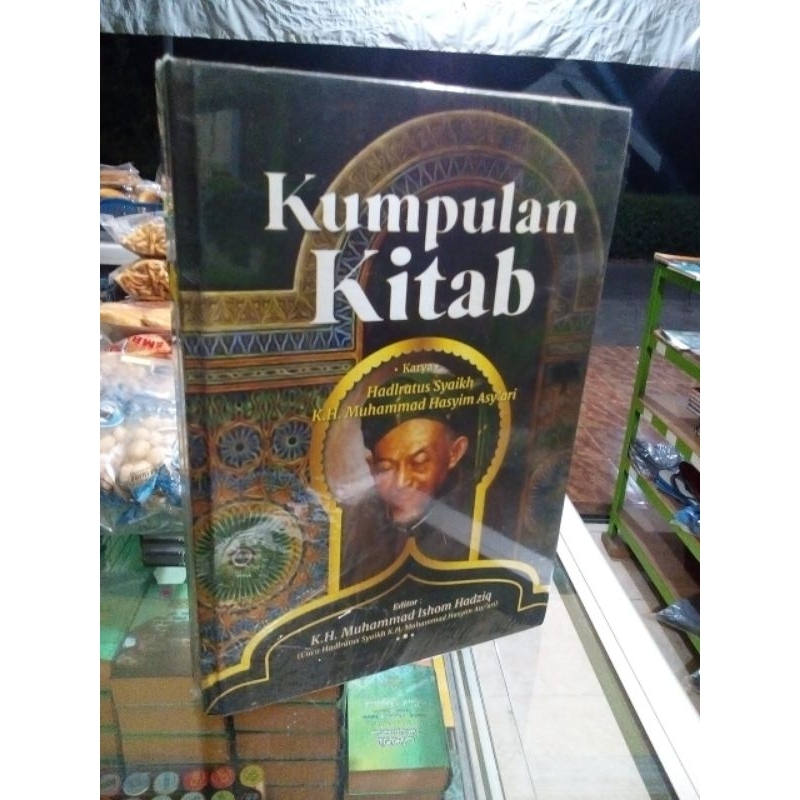 Kumpulan
Kitab
• Karya •
Hadlratus Syaikh
K.H. Muhammad Hasyim Asy'ari
Editor :
K.H. Muhammad Ishom Hadziq
(Cucu Hadlratus Syaikh K.H. Muhammad Hasyim Asy'ari)